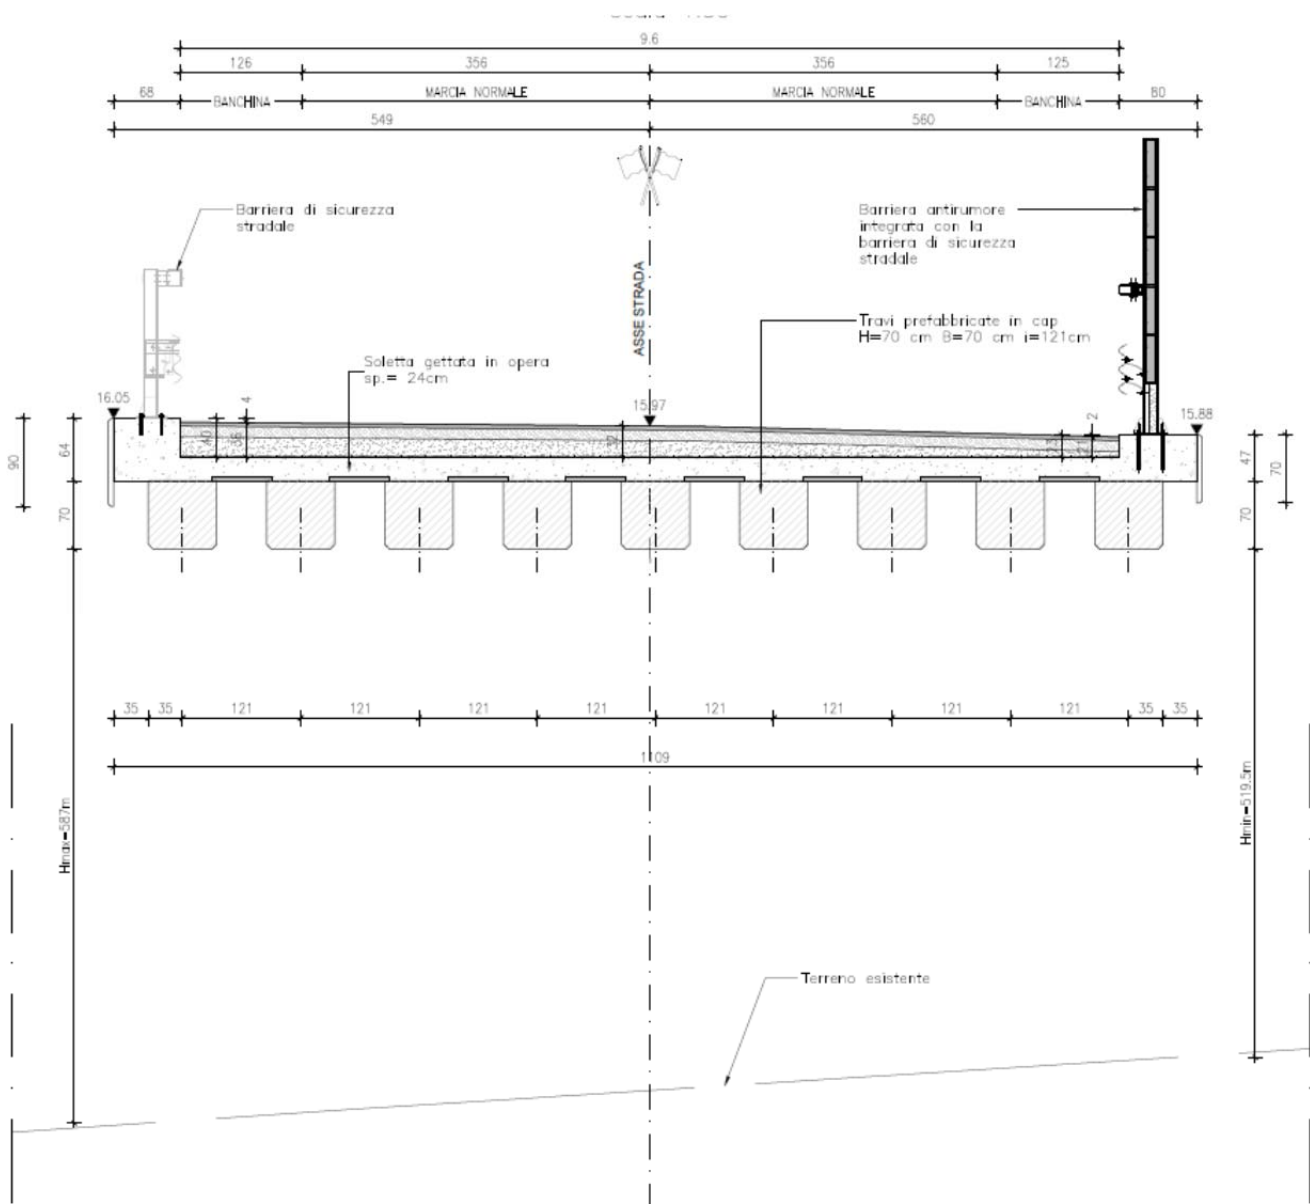 9.6
126 356 356 125
68 BANCHINA MARCIA NORMALE MARCIA NORMALE BANCHINA 80
549 560
Barriera di sicurezza
stradale
Barriera antirumore
integrata con la
barriera di sicurezza
stradale
ASSE STRADA
Travi prefabbricate in cap
H=70 cm B=70 cm i=121cm
Soletta gettata in opera
sp.= 24cm
16.05 4 15.97 2 15.88
90 64 40 36 47 70
70 70
35 35 121 121 121 121 121 121 121 121 35 35
1109
Hmax=587m
Hmin=519.5m
Terreno esistente